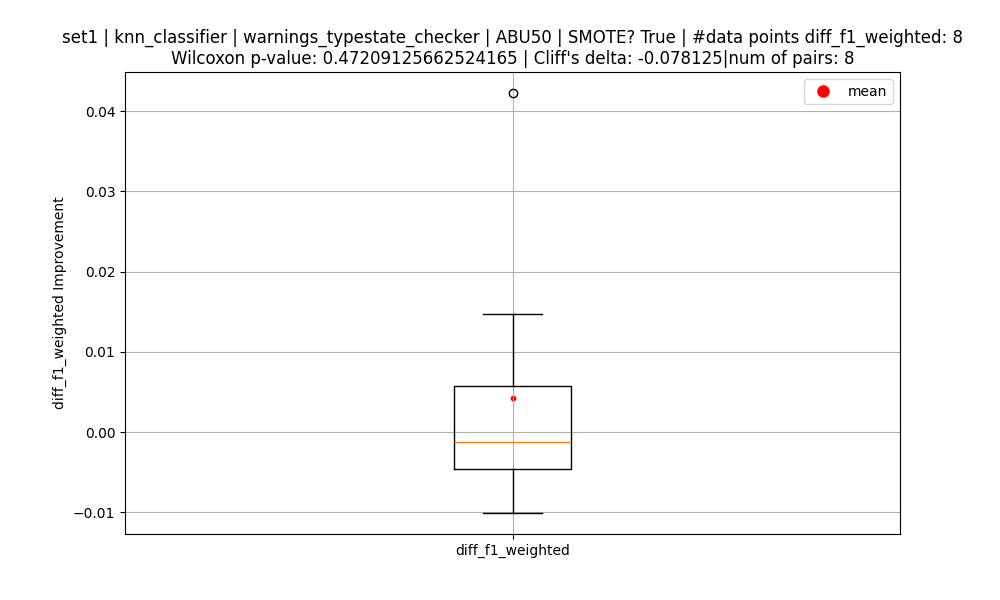 set1 | knn_classifier | warnings_typestate_checker | ABU50 | SMOTE? True | #data points diff_f1_weighted: 8
Wilcoxon p-value: 0.47209125662524165 | Cliff's delta: -0.078125|num of pairs: 8
mean
0.04
0.03
0.02
0.01
0.00
−0.01
diff_f1_weighted Improvement
diff_f1_weighted